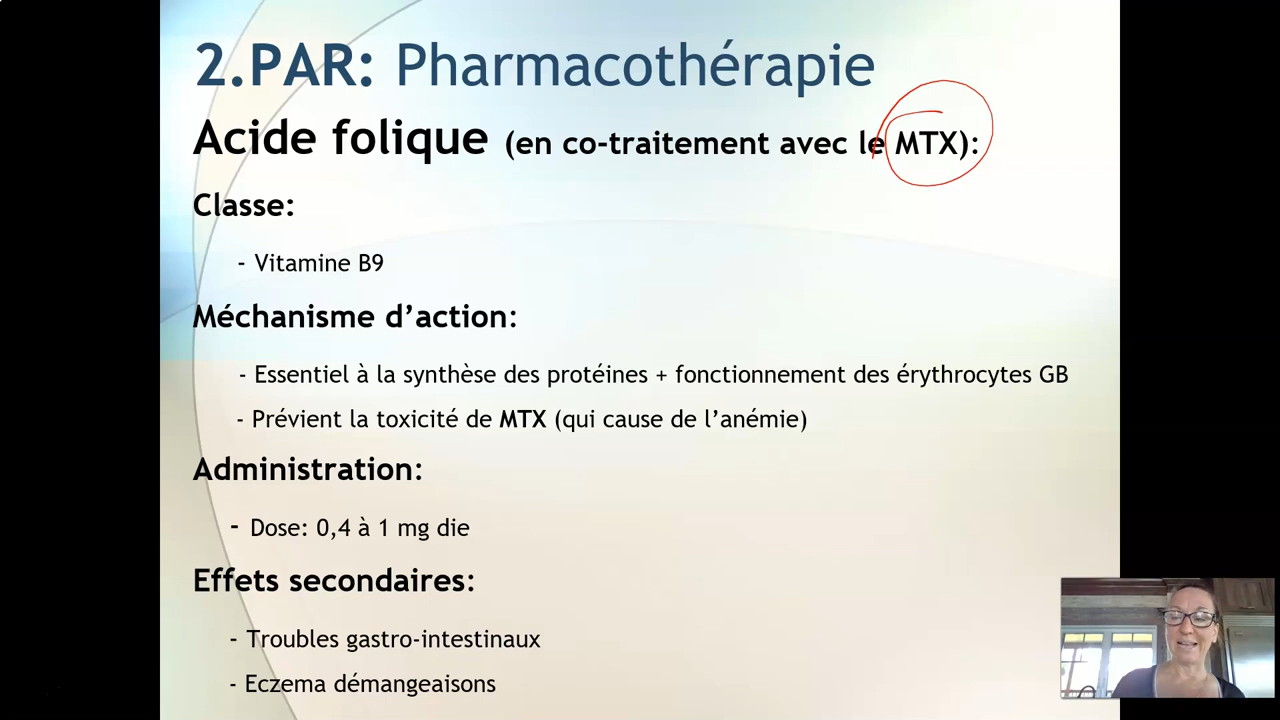 2.PAR: Pharmacothérapie
Acide folique (en co-traitement avec le MTX):
Classe:
- Vitamine B9
Méchanisme d’action:
- Essentiel à la synthèse des protéines + fonctionnement des érythrocytes GB
- Prévient la toxicité de MTX (qui cause de l’anémie)
Administration:
- Dose: 0,4 à 1 mg die
Effets secondaires:
- Troubles gastro-intestinaux
- Eczema démangeaisons